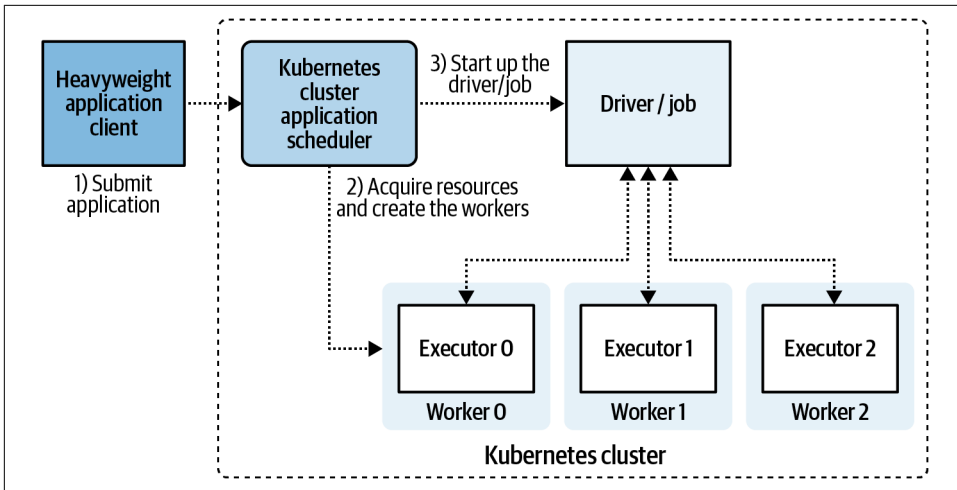 Heavyweight
application
client
1) Submit
application
Kubernetes
cluster
application
scheduler
3) Start up the
driver/job
Driver / job
2) Acquire resources
and create the workers
Executor 0
Executor 1
Executor 2
Worker 0
Worker 1
Worker 2
Kubernetes cluster